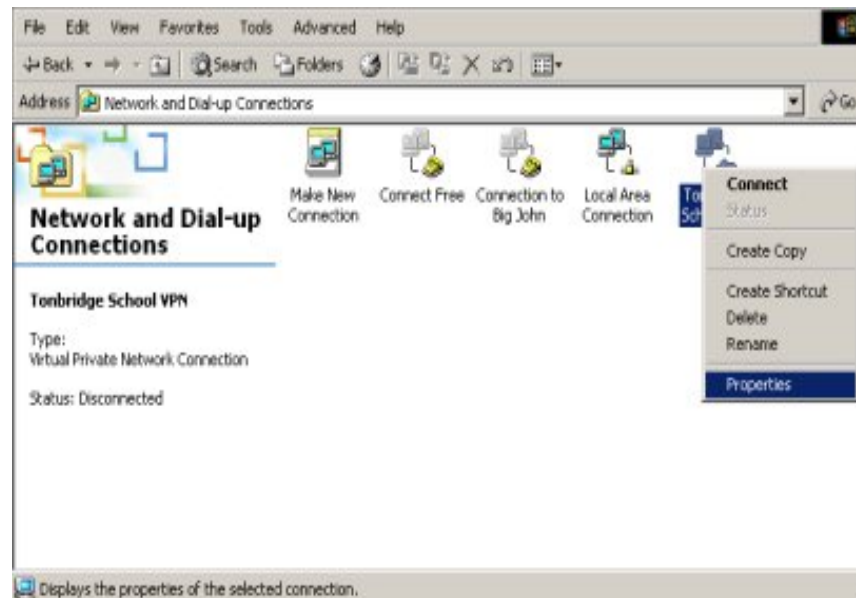 File Edit View Favorites Tools Advanced Help
Back Search Folders
Address Network and Dial-up Connections Go
Network and Dial-up
Connections
Tonbridge School VPN
Type:
Virtual Private Network Connection
Status: Disconnected
Make New
Connection
Connect Free
Connection to
Big John
Local Area
Connection
Connect
Status
Create Copy
Create Shortcut
Delete
Rename
Properties
Displays the properties of the selected connection.